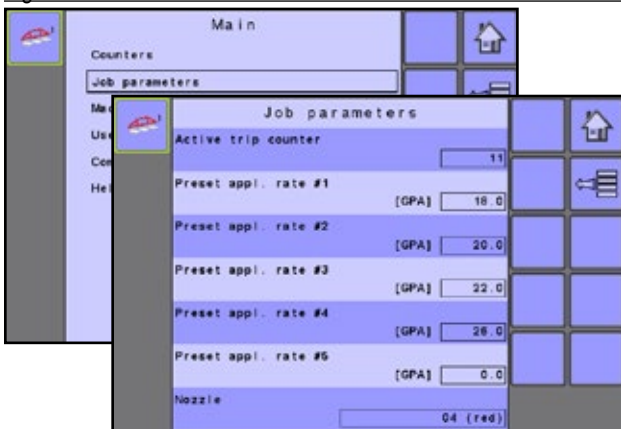 Main
Counters
Job parameters
Job parameters
Active trip counter
11
Preset appl. rate #1
[GPA] 18.0
Preset appl. rate #2
[GPA] 20.0
Preset appl. rate #3
[GPA] 22.0
Preset appl. rate #4
[GPA] 26.0
Preset appl. rate #5
[GPA] 0.0
Nozzle
04 (red)